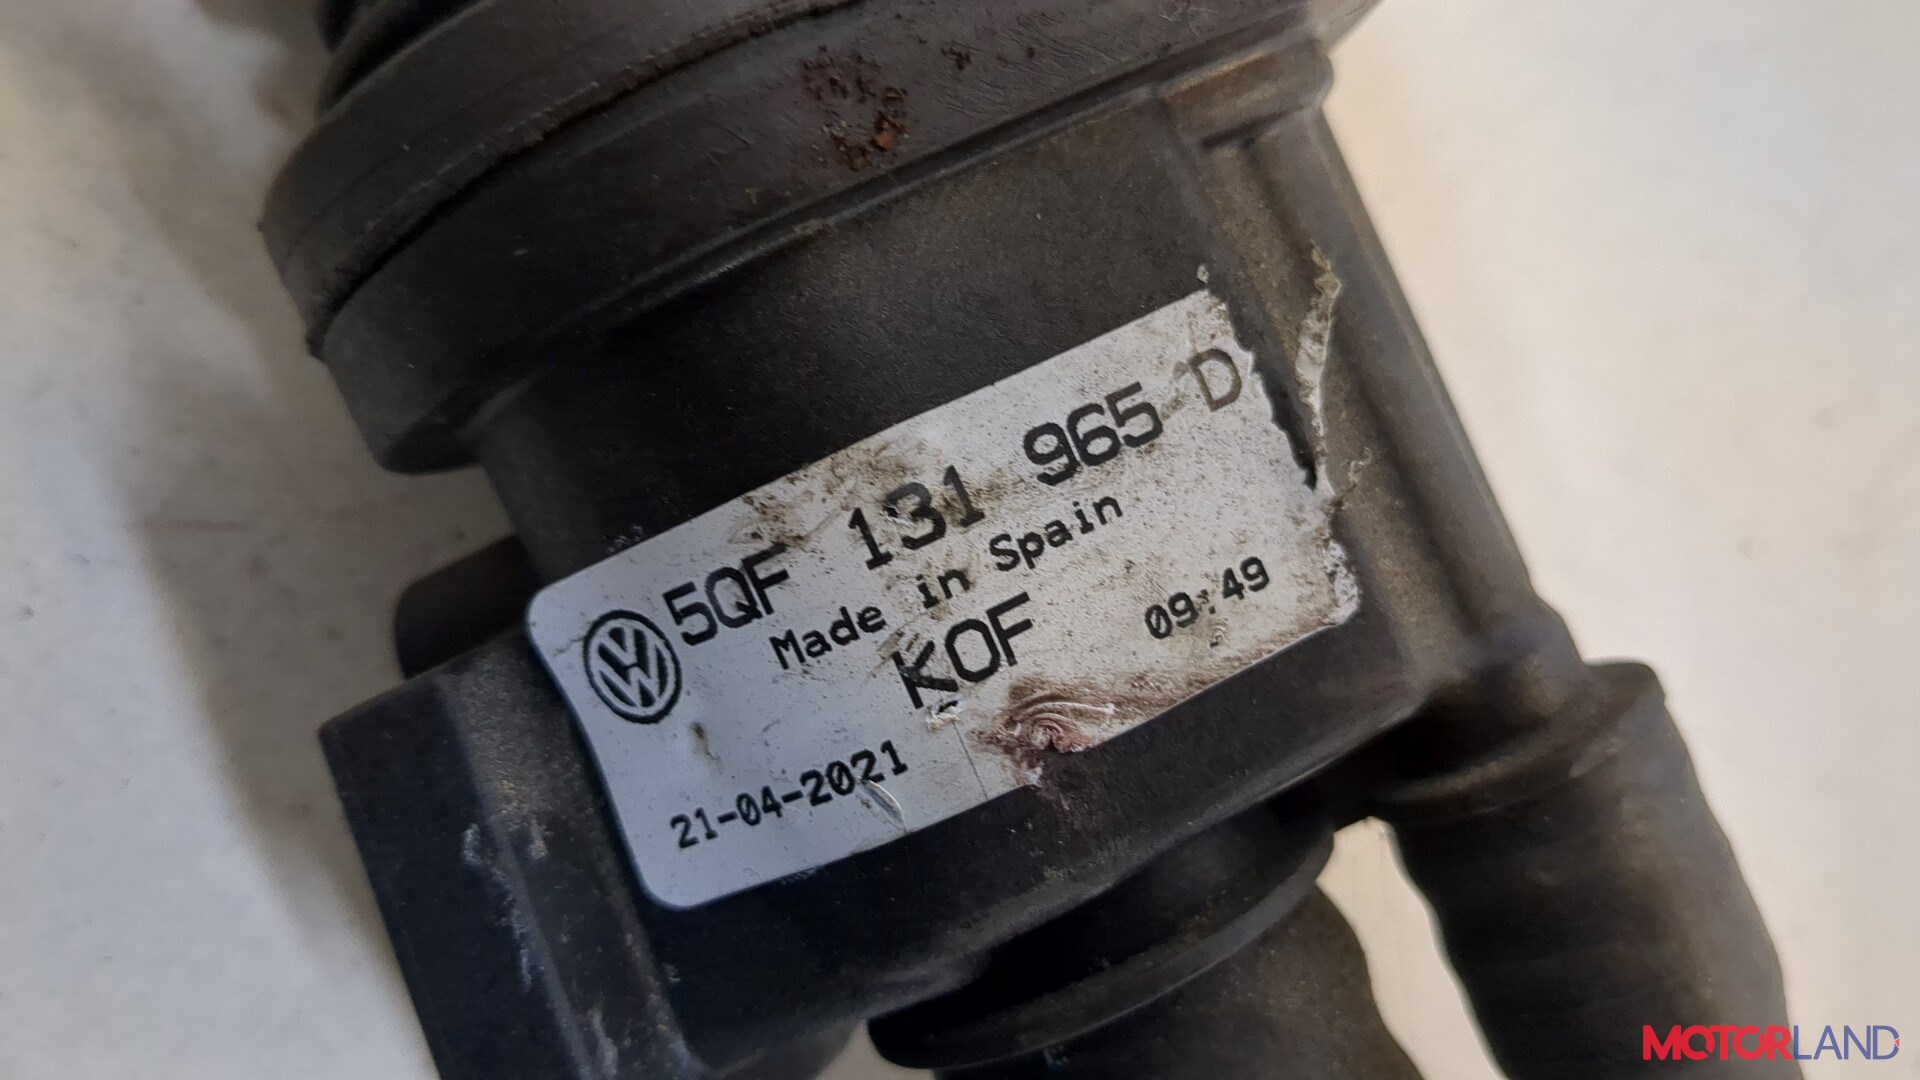 5QF 131 965 D
Made in Spain
KOF 09:49
21-04-2021
MOTORLAND